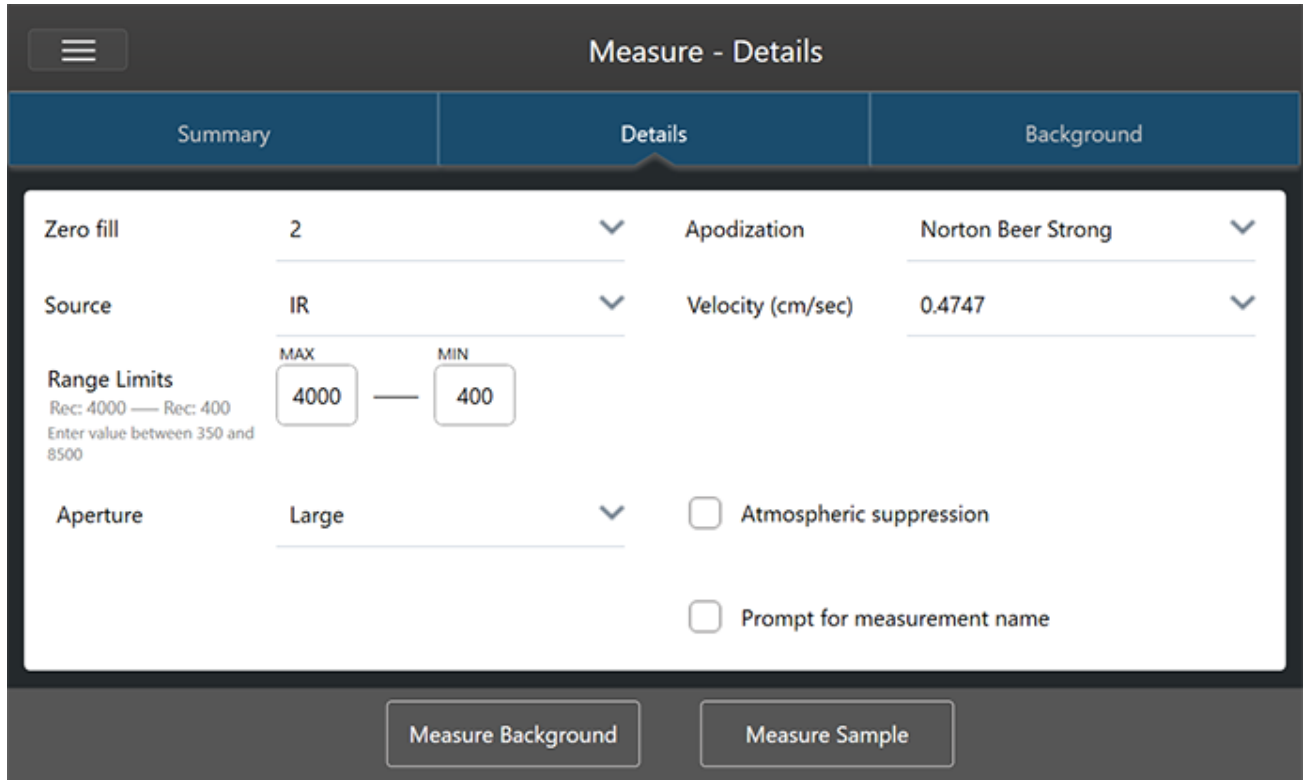 Measure - Details
Summary
Details
Background
Zero fill
2
Apodization
Norton Beer Strong
Source
IR
Velocity (cm/sec)
0.4747
MAX
MIN
Range Limits
4000
400
Rec: 4000 — Rec: 400
Enter value between 350 and
8500
Aperture
Large
Atmospheric suppression
Prompt for measurement name
Measure Background
Measure Sample